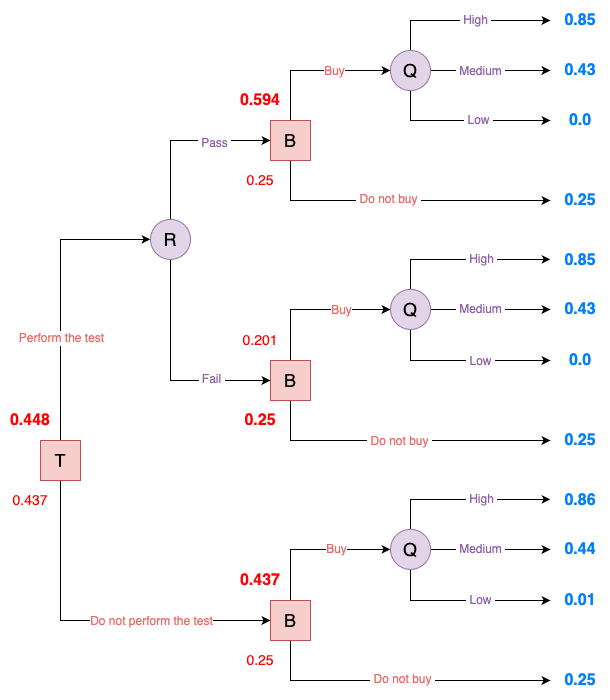 High
0.85
Q
Buy
Medium
0.43
0.594
Low
0.0
B
Pass
0.25
Do not buy
0.25
R
High
0.85
Q
Buy
Medium
0.43
Perform the test
0.201
Low
0.0
Fail
B
0.448
0.25
Do not buy
0.25
T
0.437
High
0.86
Q
Buy
Medium
0.44
0.437
Low
0.01
Do not perform the test
B
0.25
Do not buy
0.25